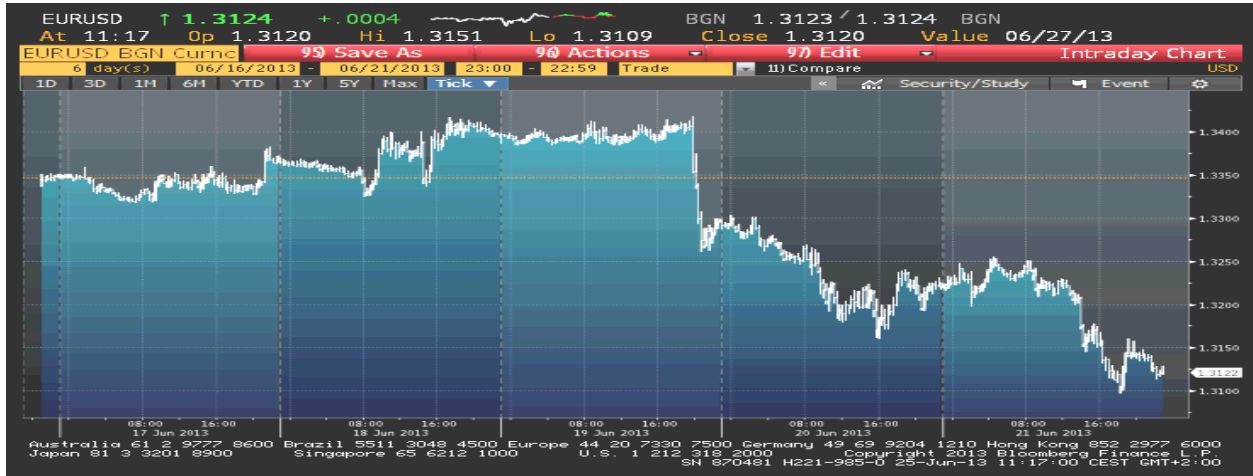 EURUSD ↑ 1.3124 +.0004 BGN 1.3123 / 1.3124 BGN
At 11:17 Op 1.3120 Hi 1.3151 Lo 1.3109 Close 1.3120 Value 06/27/13
EURUSD BGN Curnc 95) Save As 96) Actions 97) Edit Intraday Chart
6 day(s) 06/16/2013 - 06/21/2013 23:00 - 22:59 Trade 11) Compare USD
1D 3D 1M 6M YTD 1Y 5Y Max Tick ▼ « Security/Study Event
1.3400
1.3350
1.3300
1.3250
1.3200
1.3150
1.3122
1.3100
08:00 16:00 08:00 16:00 08:00 16:00 08:00 16:00 08:00 16:00
17 Jun 2013 18 Jun 2013 19 Jun 2013 20 Jun 2013 21 Jun 2013
Australia 61 2 9777 8600 Brazil 5511 3048 4500 Europe 44 20 7330 7500 Germany 49 69 9204 1210 Hong Kong 852 2977 6000
Japan 81 3 3201 8900 Singapore 65 6212 1000 U.S. 1 212 318 2000 Copyright 2013 Bloomberg Finance L.P.
SN 870481 H221-985-0 25-Jun-13 11:17:00 CEST GMT+2:00